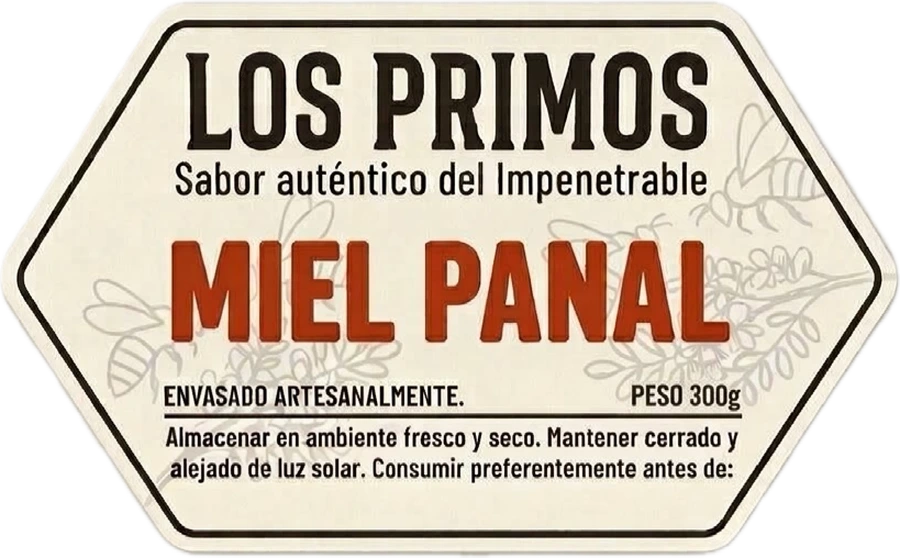 LOS PRIMOS
Sabor auténtico del Impenetrable
MIEL PANAL
ENVASADO ARTESANALMENTE. PESO 300g
Almacenar en ambiente fresco y seco. Mantener cerrado y
alejado de luz solar. Consumir preferentemente antes de: